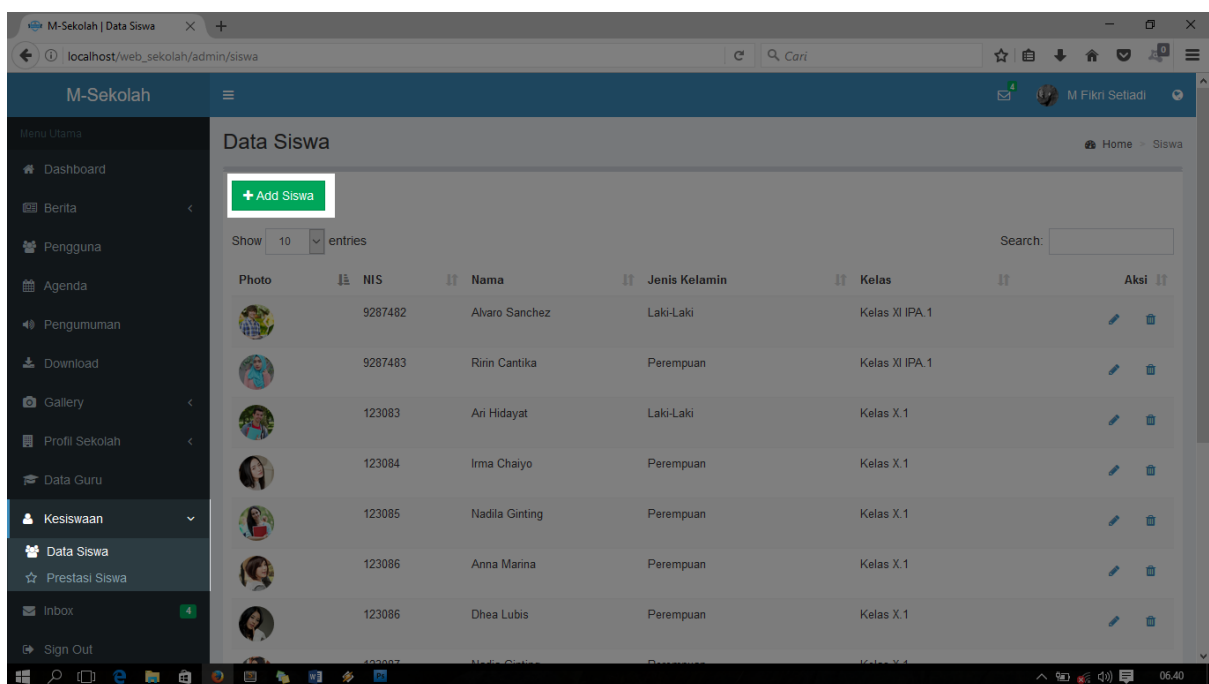 M-Sekolah | Data Siswa
localhost/web_sekolah/admin/siswa
Cari
M-Sekolah
4
M Fikri Setiadi
Menu Utama
Data Siswa
Home > Siswa
Dashboard
+ Add Siswa
Berita
Show 10 entries
Search:
Pengguna
Photo NIS Nama Jenis Kelamin Kelas Aksi
Agenda
9287482 Alvaro Sanchez Laki-Laki Kelas XI IPA.1
Pengumuman
Download
9287483 Ririn Cantika Perempuan Kelas XI IPA.1
Gallery
123083 Ari Hidayat Laki-Laki Kelas X.1
Profil Sekolah
123084 Irma Chaiyo Perempuan Kelas X.1
Data Guru
Kesiswaan
123085 Nadila Ginting Perempuan Kelas X.1
Data Siswa
123086 Anna Marina Perempuan Kelas X.1
Prestasi Siswa
Inbox 4
123086 Dhea Lubis Perempuan Kelas X.1
Sign Out
06.40